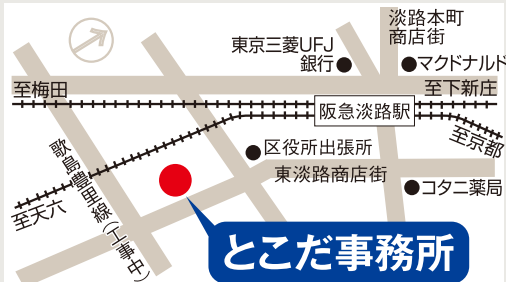 淡路本町
商店街
東京三菱UFJ
銀行
マクドナルド
至梅田
至下新庄
阪急淡路駅
至京都
区役所出張所
歌島豊里線(工事中)
東淡路商店街
コタニ薬局
至天六
とこだ事務所